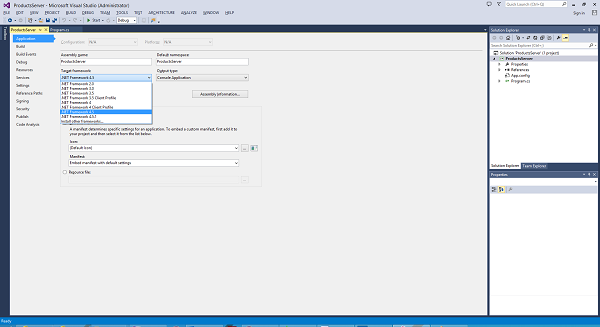 ProductsServer - Microsoft Visual Studio (Administrator)
Quick Launch (Ctrl+Q)
FILE EDIT VIEW PROJECT BUILD DEBUG TEAM TOOLS TEST ARCHITECTURE ANALYZE WINDOW HELP
Sign in
Start Debug
ProductsServer Program.cs
Application
Build
Build Events
Debug
Resources
Services
Settings
Reference Paths
Signing
Security
Publish
Code Analysis
Configuration: N/A Platform: N/A
Assembly name: Default namespace:
ProductsServer ProductsServer
Target framework: Output type:
.NET Framework 4.5 Console Application
.NET Framework 2.0
.NET Framework 3.0
.NET Framework 3.5
.NET Framework 3.5 Client Profile
.NET Framework 4
.NET Framework 4 Client Profile
.NET Framework 4.5
.NET Framework 4.5.1
Install other frameworks...
Assembly Information...
A manifest determines specific settings for an application. To embed a custom manifest, first add it to
your project and then select it from the list below.
Icon:
(Default Icon)
...
Manifest:
Embed manifest with default settings
Resource file:
...
Solution Explorer
Search Solution Explorer (Ctrl+;)
Solution 'ProductsServer' (1 project)
ProductsServer
Properties
References
App.config
Program.cs
Solution Explorer Team Explorer
Properties
Ready